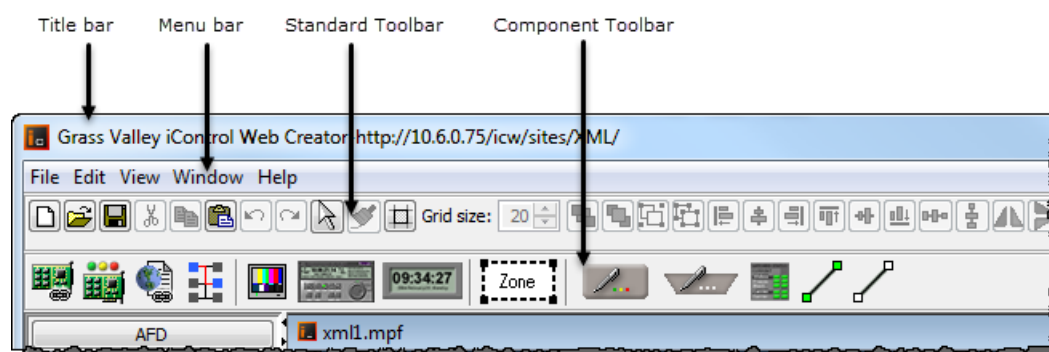 Title bar Menu bar Standard Toolbar Component Toolbar
Grass Valley iControl Web Creator-http://10.6.0.75/icw/sites/XML/
File Edit View Window Help
Grid size: 20
09:34:27 Zone
AFD xml1.mpf